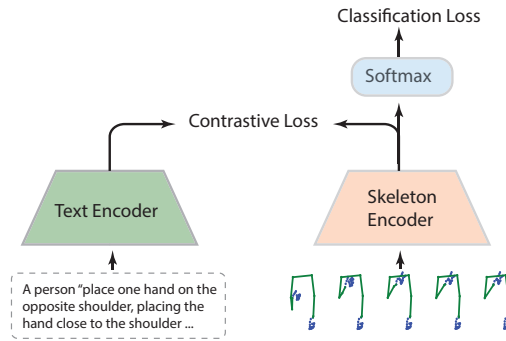 Classification Loss
Softmax
Contrastive Loss
Text Encoder
Skeleton
Encoder
A person "place one hand on the
opposite shoulder, placing the
hand close to the shoulder ...